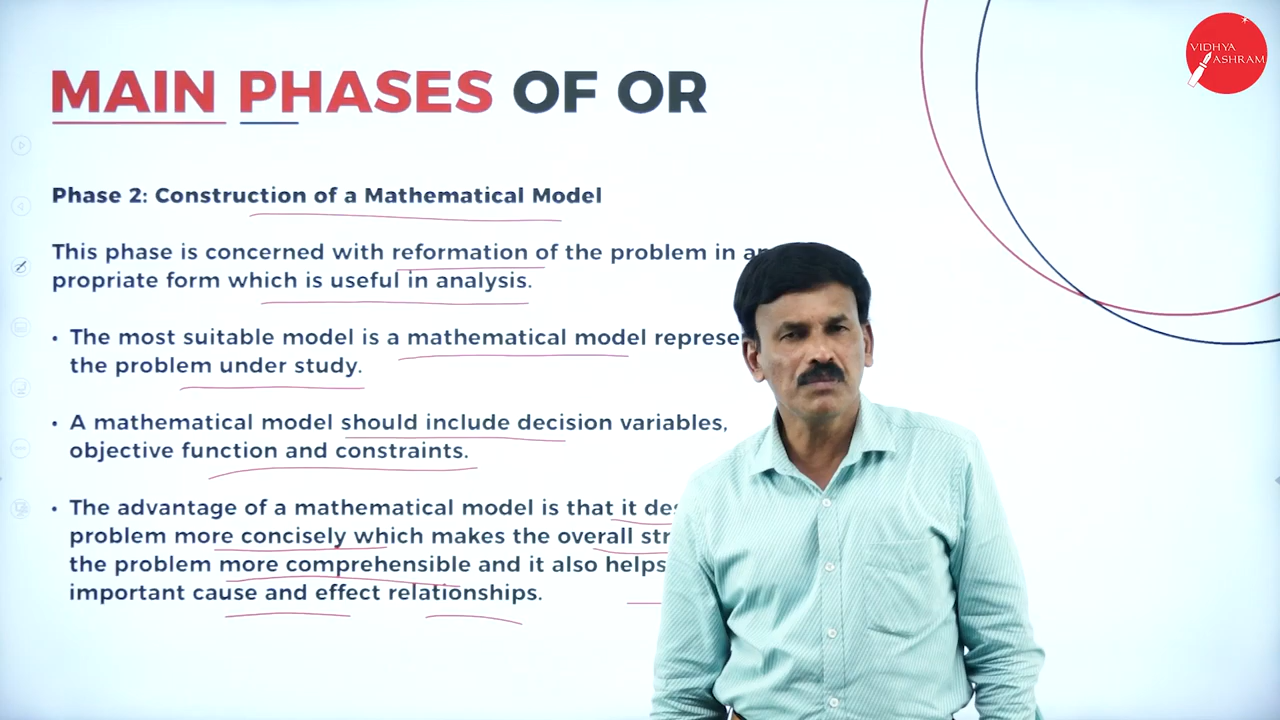 VIDHYA
ASHRAM
MAIN PHASES OF OR
Phase 2: Construction of a Mathematical Model
This phase is concerned with reformation of the problem in
propriate form which is useful in analysis.
• The most suitable model is a mathematical model
the problem under study.
• A mathematical model should include decision variables,
objective function and constraints.
• The advantage of a mathematical model is that it
problem more concisely which makes the overall
the problem more comprehensible and it also helps
important cause and effect relationships.